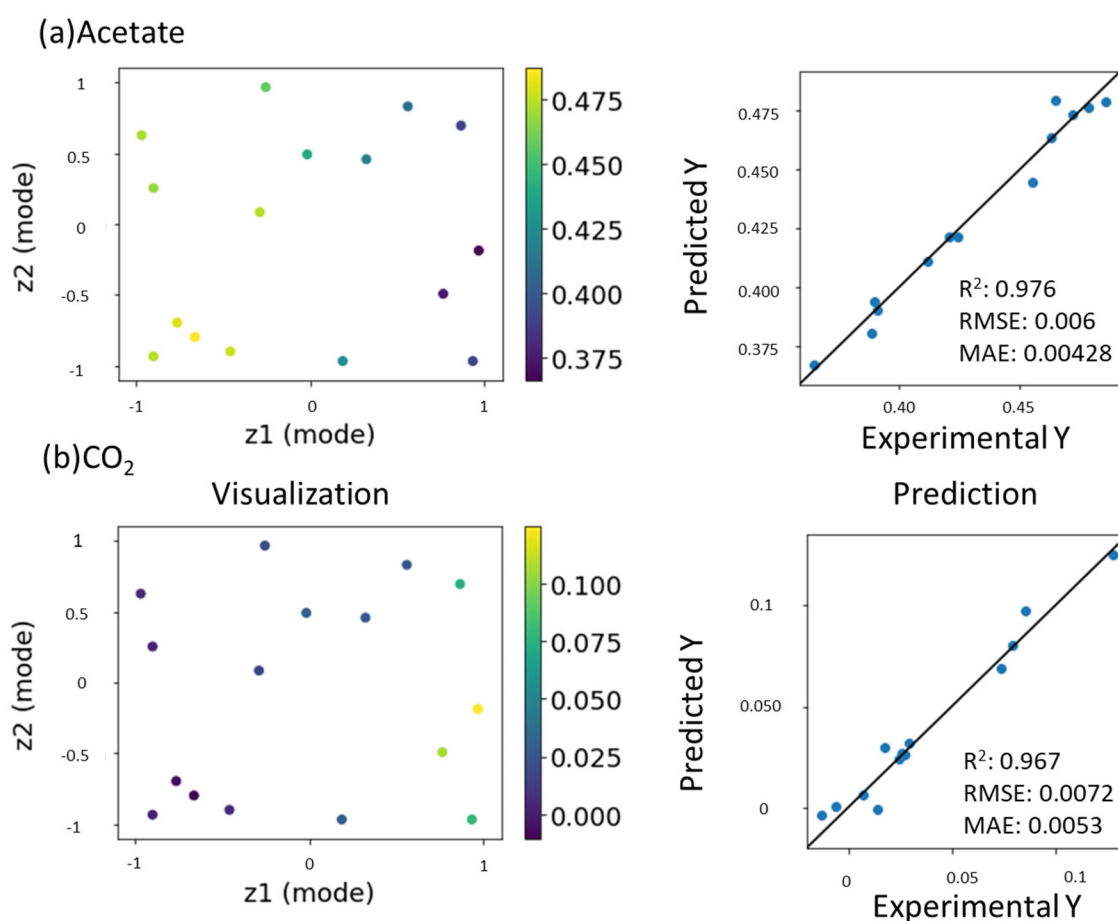 (a)Acetate
1
0.5
0
-0.5
-1
z2 (mode)
-1
0
1
z1 (mode)
0.475
0.450
0.425
0.400
0.375
0.475
0.450
0.425
0.400
0.375
Predicted Y
R²: 0.976
RMSE: 0.006
MAE: 0.00428
0.40
0.45
Experimental Y
(b)CO₂
Visualization
Prediction
1
0.5
0
-0.5
-1
z2 (mode)
-1
0
1
z1 (mode)
0.100
0.075
0.050
0.025
0.000
0.1
0.050
0
Predicted Y
R²: 0.967
RMSE: 0.0072
MAE: 0.0053
0
0.05
0.1
Experimental Y